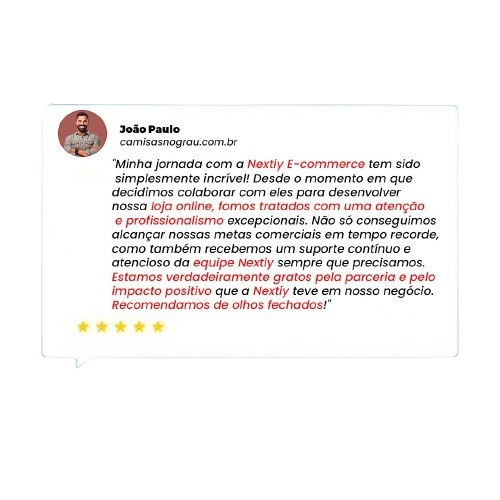 João Paulo
camisasnograu.com.br
"Minha jornada com a Nextiy E-commerce tem sido
simplesmente incrível! Desde o momento em que
decidimos colaborar com eles para desenvolver
nossa loja online, fomos tratados com uma atenção
e profissionalismo excepcionais. Não só conseguimos
alcançar nossas metas comerciais em tempo recorde,
como também recebemos um suporte contínuo e
atencioso da equipe Nextiy sempre que precisamos.
Estamos verdadeiramente gratos pela parceria e pelo
impacto positivo que a Nextiy teve em nosso negócio.
Recomendamos de olhos fechados!"